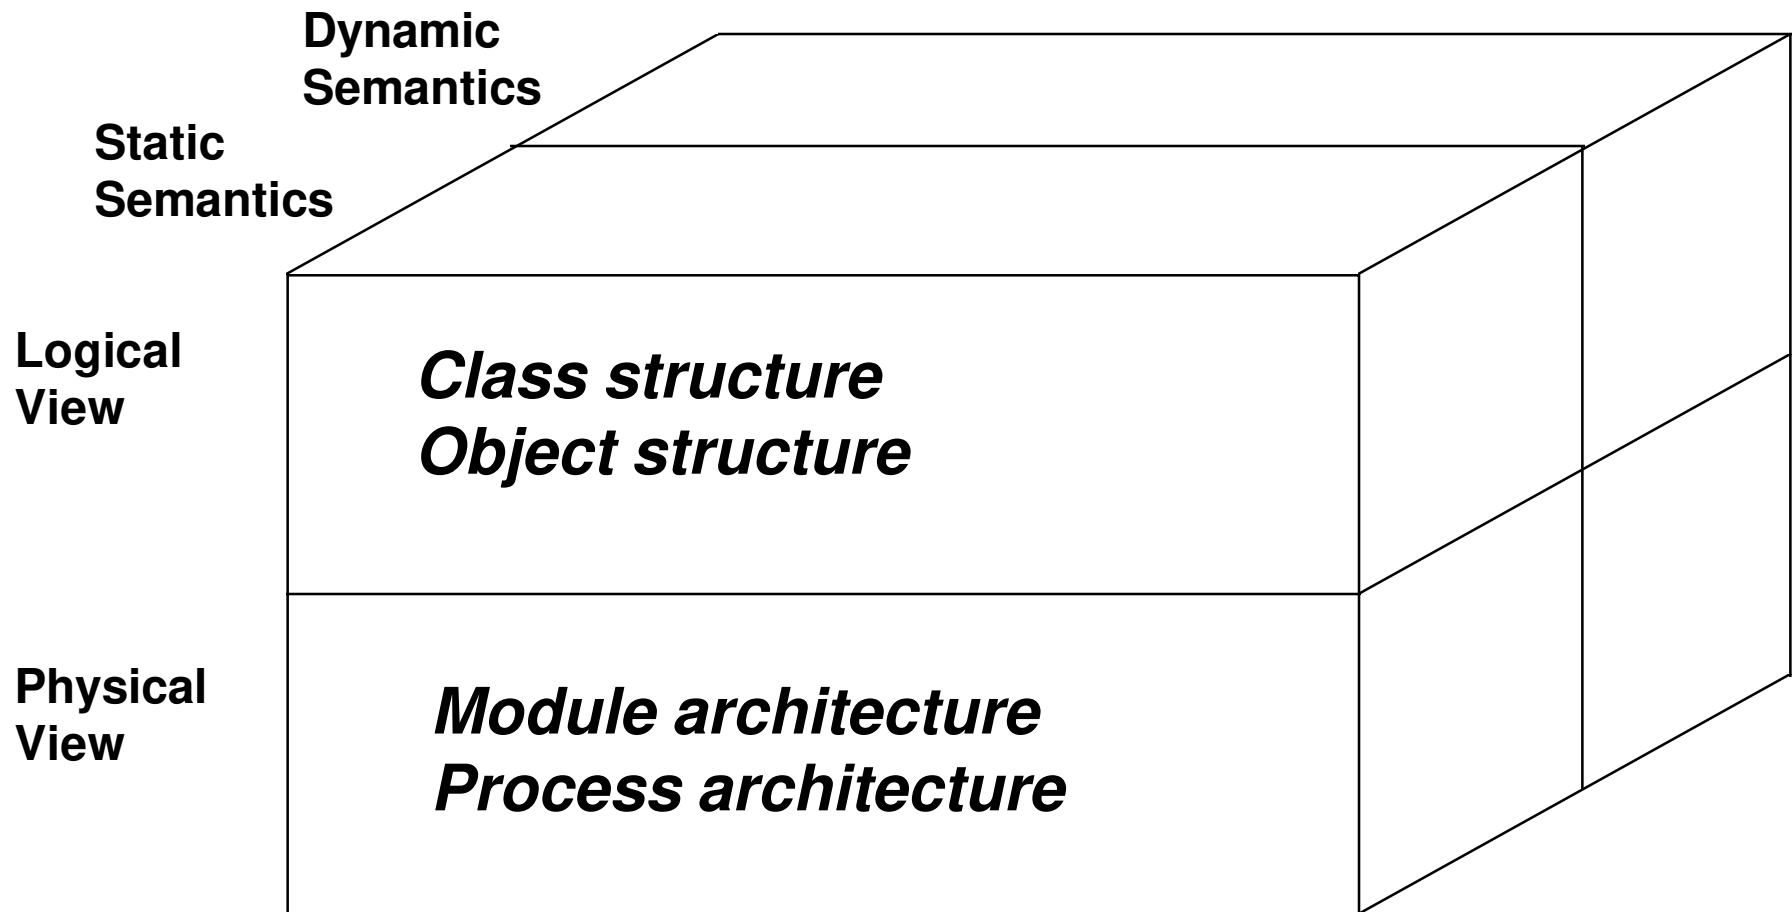 Dynamic
Semantics
Static
Semantics
Logical
View
Class structure
Object structure
Physical
View
Module architecture
Process architecture